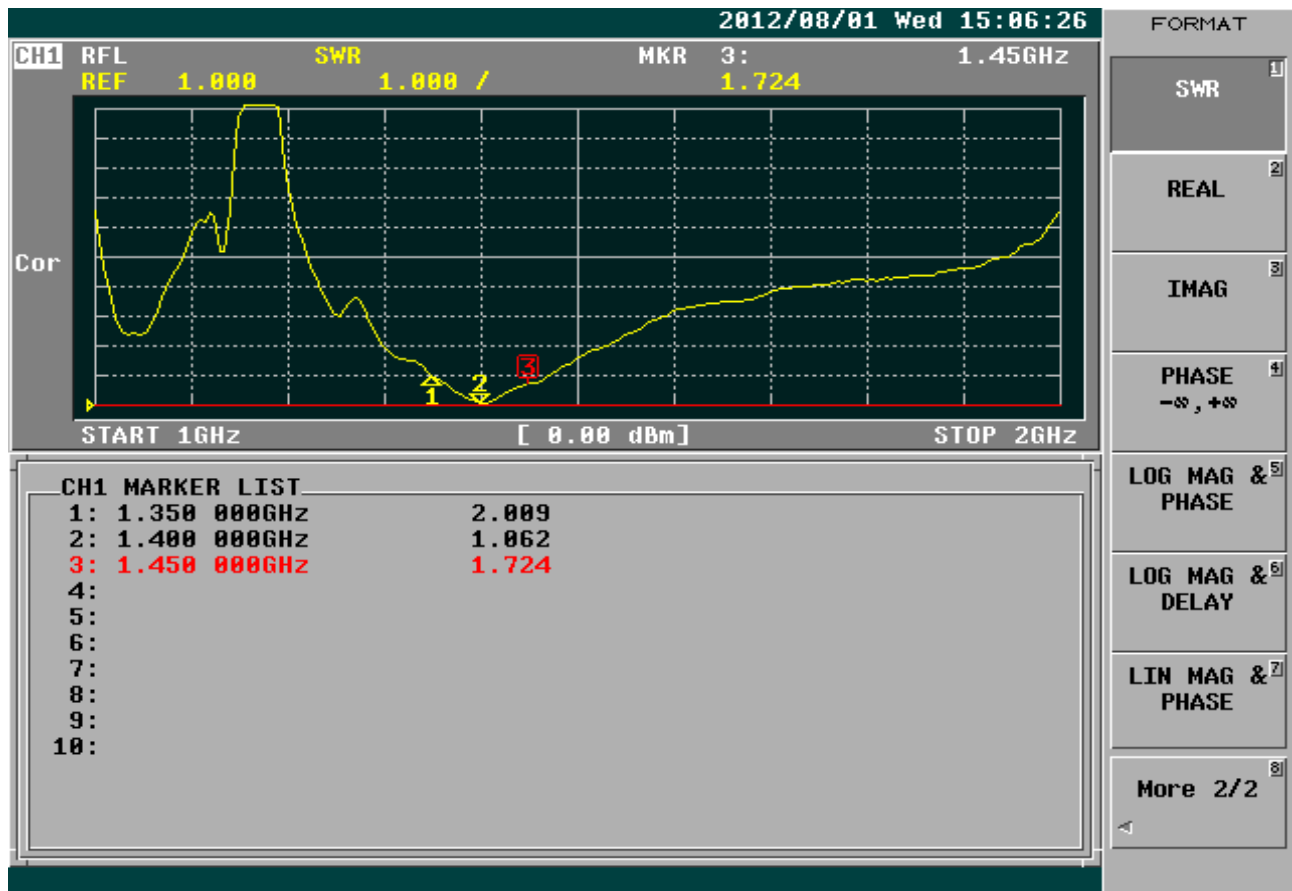 2012/08/01 Wed 15:06:26
CH1 RFL SWR MKR 3: 1.45GHz
REF 1.000 1.000 / 1.724
Cor
3
2
1
START 1GHz [ 0.00 dBm] STOP 2GHz
CH1 MARKER LIST
1: 1.350 000GHz 2.009
2: 1.400 000GHz 1.062
3: 1.450 000GHz 1.724
4:
5:
6:
7:
8:
9:
10:
FORMAT
1
SWR
2
REAL
3
IMAG
4
PHASE
-∞,+∞
5
LOG MAG &
PHASE
6
LOG MAG &
DELAY
7
LIN MAG &
PHASE
8
More 2/2